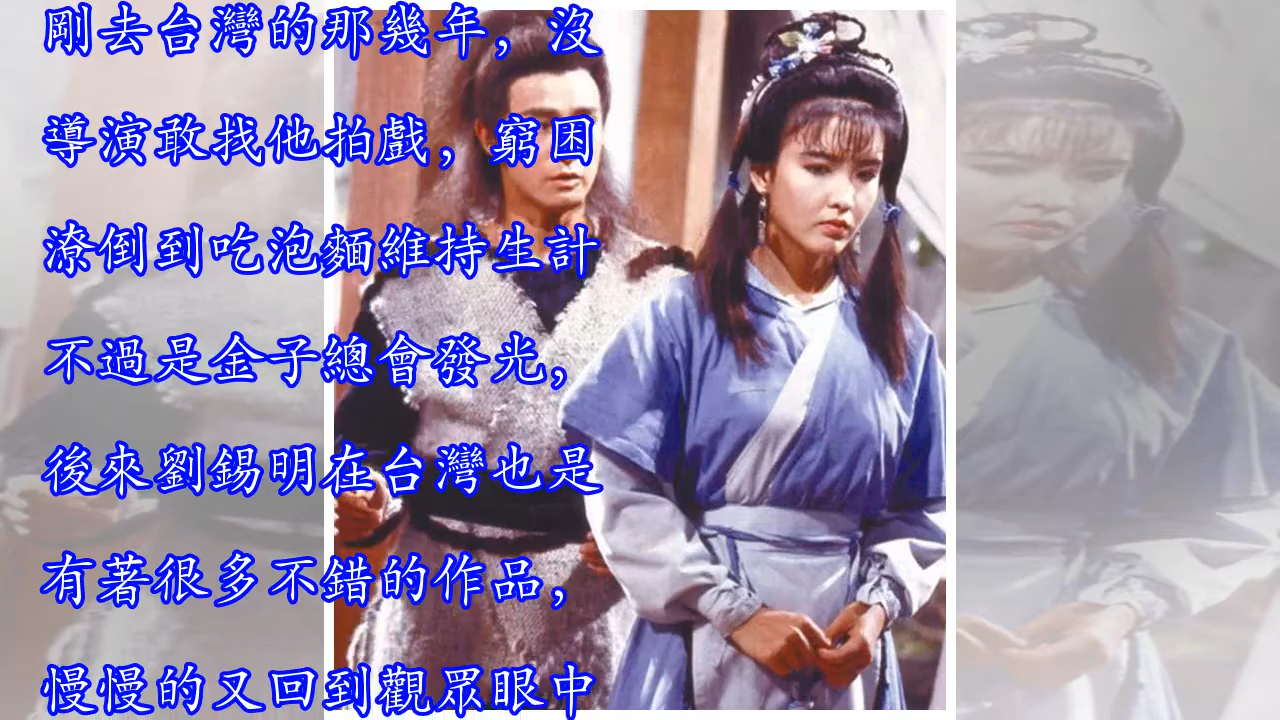 剛去台灣的那幾年，沒
導演敢找他拍戲，窮困
潦倒到吃泡麵維持生計
不過是金子總會發光，
後來劉錫明在台灣也是
有著很多不錯的作品，
慢慢的又回到觀眾眼中